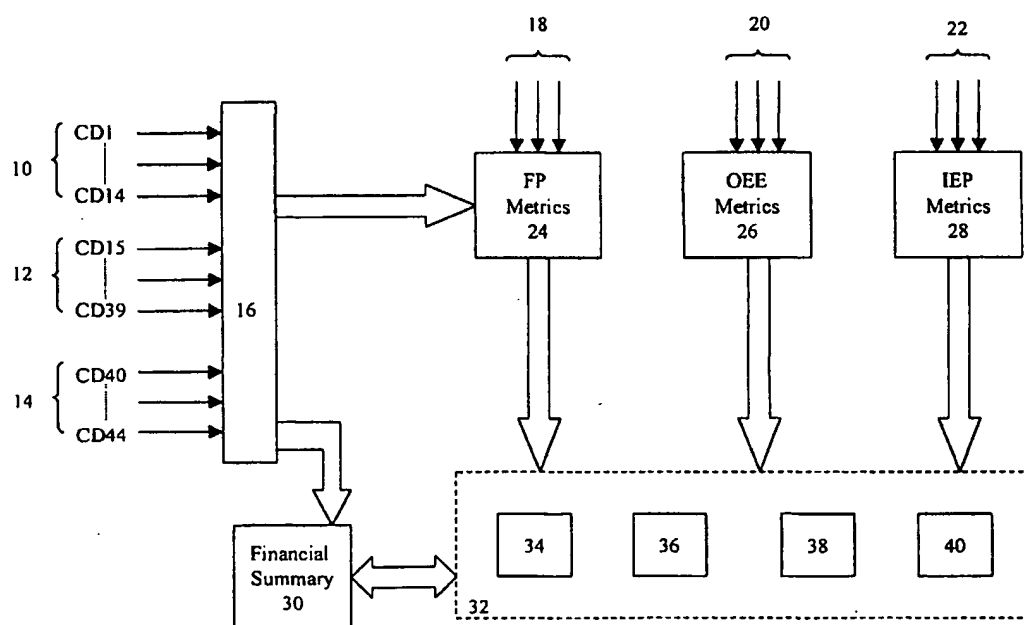 18
20
22
10
CD1
CD14
12
CD15
CD39
14
CD40
CD44
16
FP
Metrics
24
OEE
Metrics
26
IEP
Metrics
28
Financial
Summary
30
32
34
36
38
40